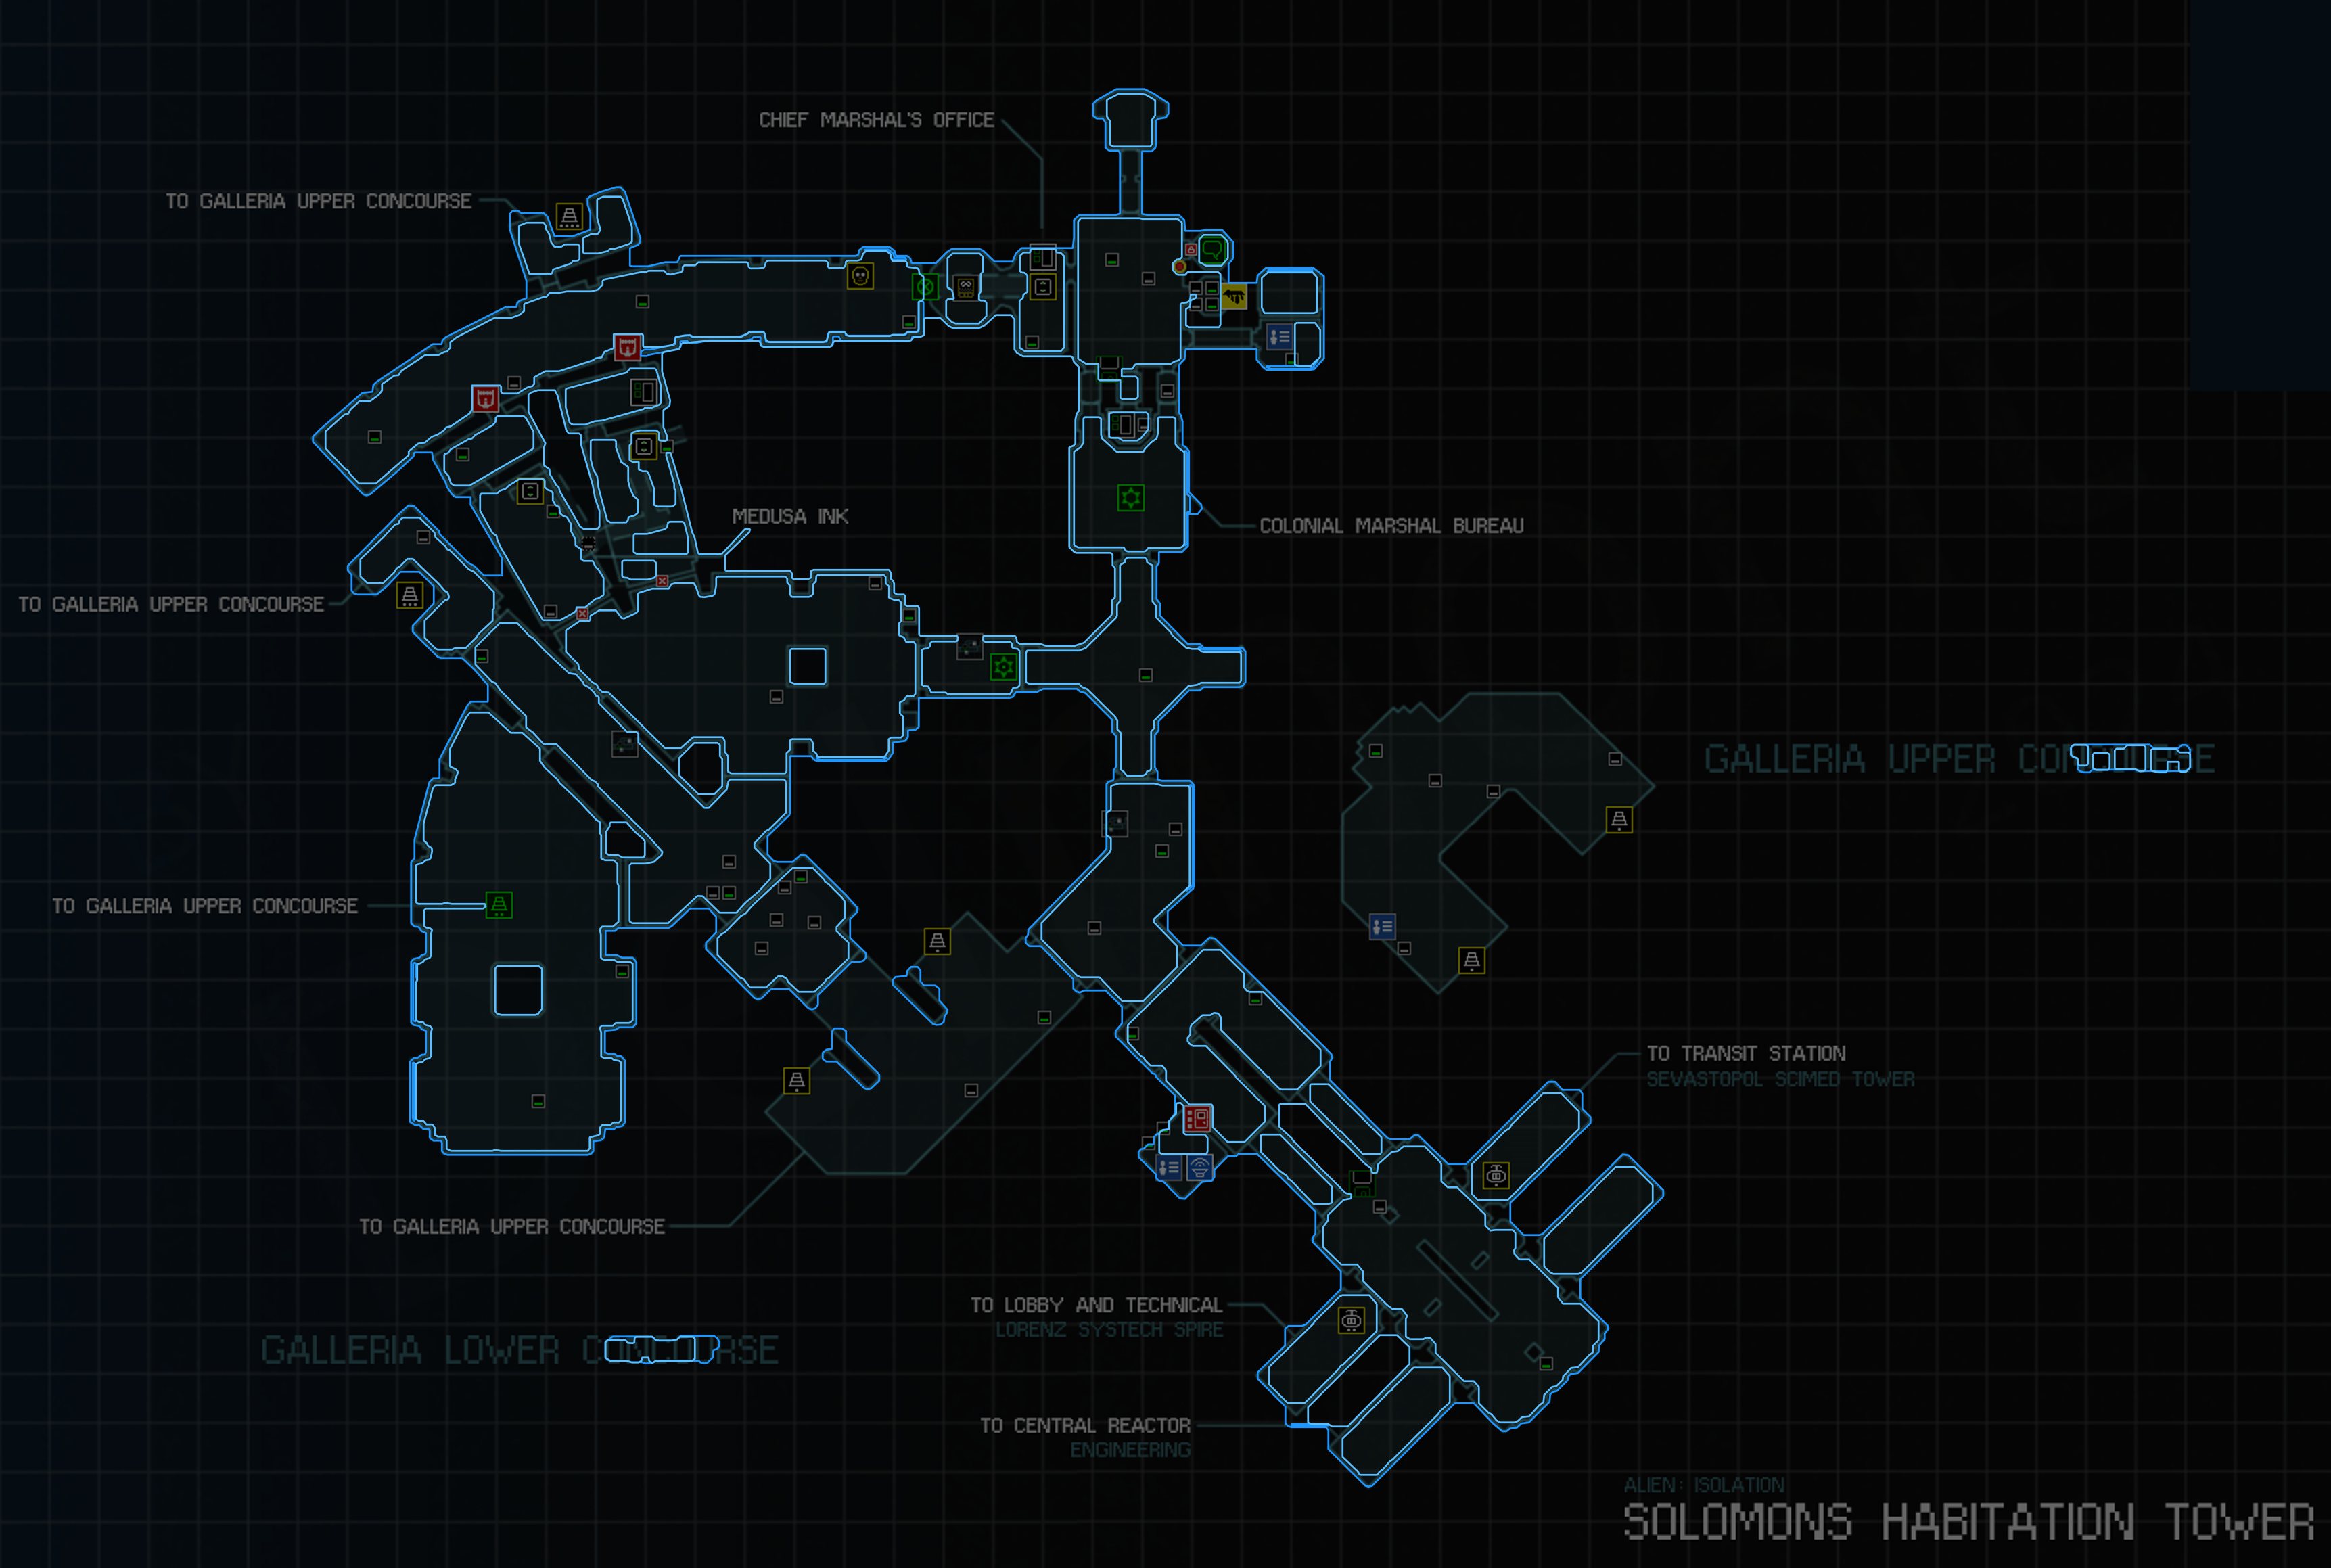 CHIEF MARSHAL'S OFFICE
TO GALLERIA UPPER CONCOURSE
MEDUSA INK
COLONIAL MARSHAL BUREAU
TO GALLERIA UPPER CONCOURSE
GALLERIA UPPER CONCOURSE
TO GALLERIA UPPER CONCOURSE
TO TRANSIT STATION
SEVASTOPOL SCIMED TOWER
TO GALLERIA UPPER CONCOURSE
TO LOBBY AND TECHNICAL
LORENZ SYSTECH SPIRE
GALLERIA LOWER CONCOURSE
TO CENTRAL REACTOR
ENGINEERING
ALIEN: ISOLATION
SOLOMONS HABITATION TOWER